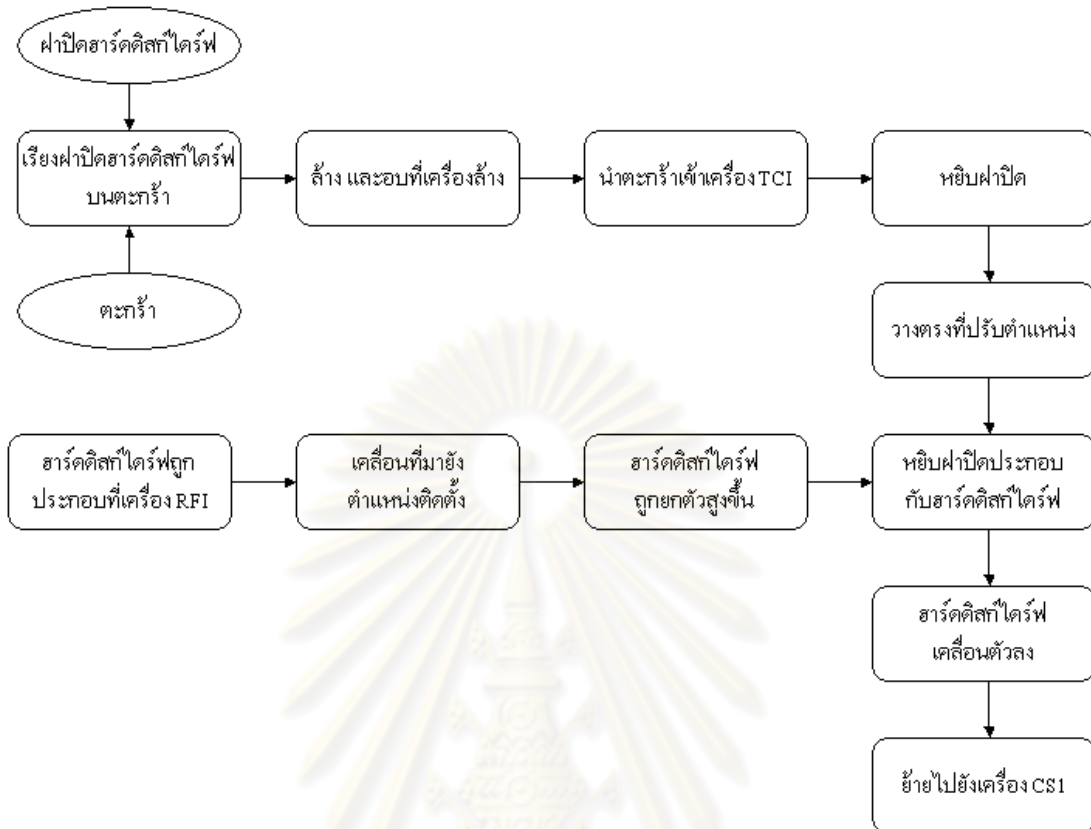 ฝาปิดฮาร์ดดิสก์ไดร์ฟ
เรียงฝาปิดฮาร์ดดิสก์ไดร์ฟ
บนตะกร้า
ล้าง และอบที่เครื่องล้าง
นำตะกร้าเข้าเครื่อง TCI
หยิบฝาปิด
ตะกร้า
วางตรงที่ปรับตำแหน่ง
ฮาร์ดดิสก์ไดร์ฟถูก
ประกอบที่เครื่อง RFI
เคลื่อนที่มายัง
ตำแหน่งติดตั้ง
ฮาร์ดดิสก์ไดร์ฟ
ถูกยกตัวสูงขึ้น
หยิบฝาปิดประกอบ
กับฮาร์ดดิสก์ไดร์ฟ
ฮาร์ดดิสก์ไดร์ฟ
เคลื่อนตัวลง
ย้ายไปยังเครื่อง CS1